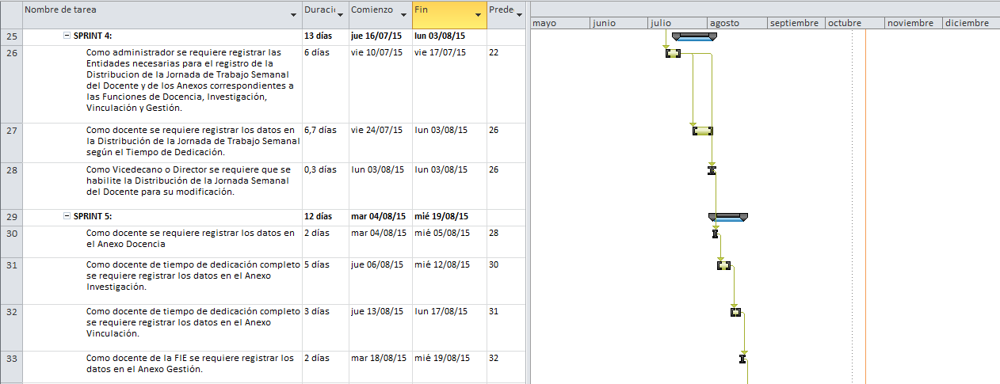 Nombre de tarea Duració Comienzo Fin Prede
mayo junio julio agosto septiembre octubre noviembre diciembre
25 SPRINT 4: 13 días jue 16/07/15 lun 03/08/15
26 Como administrador se requiere registrar las 6 días vie 10/07/15 vie 17/07/15 22
Entidades necesarias para el registro de la
Distribucion de la Jornada de Trabajo Semanal
del Docente y de los Anexos correspondientes a
las Funciones de Docencia, Investigación,
Vinculación y Gestión.
27 Como docente se requiere registrar los datos en 6,7 días vie 24/07/15 lun 03/08/15 26
la Distribución de la Jornada de Trabajo Semanal
según el Tiempo de Dedicación.
28 Como Vicedecano o Director se requiere que se 0,3 días lun 03/08/15 lun 03/08/15 26
habilite la Distribución de la Jornada Semanal
del Docente para su modificación.
29 SPRINT 5: 12 días mar 04/08/15 mié 19/08/15
30 Como docente se requiere registrar los datos en 2 días mar 04/08/15 mié 05/08/15 28
el Anexo Docencia
31 Como docente de tiempo de dedicación completo 5 días jue 06/08/15 mié 12/08/15 30
se requiere registrar los datos en el Anexo
Investigación.
32 Como docente de tiempo de dedicación completo 3 días jue 13/08/15 lun 17/08/15 31
se requiere registrar los datos en el Anexo
Vinculación.
33 Como docente de la FIE se requiere registrar los 2 días mar 18/08/15 mié 19/08/15 32
datos en el Anexo Gestión.